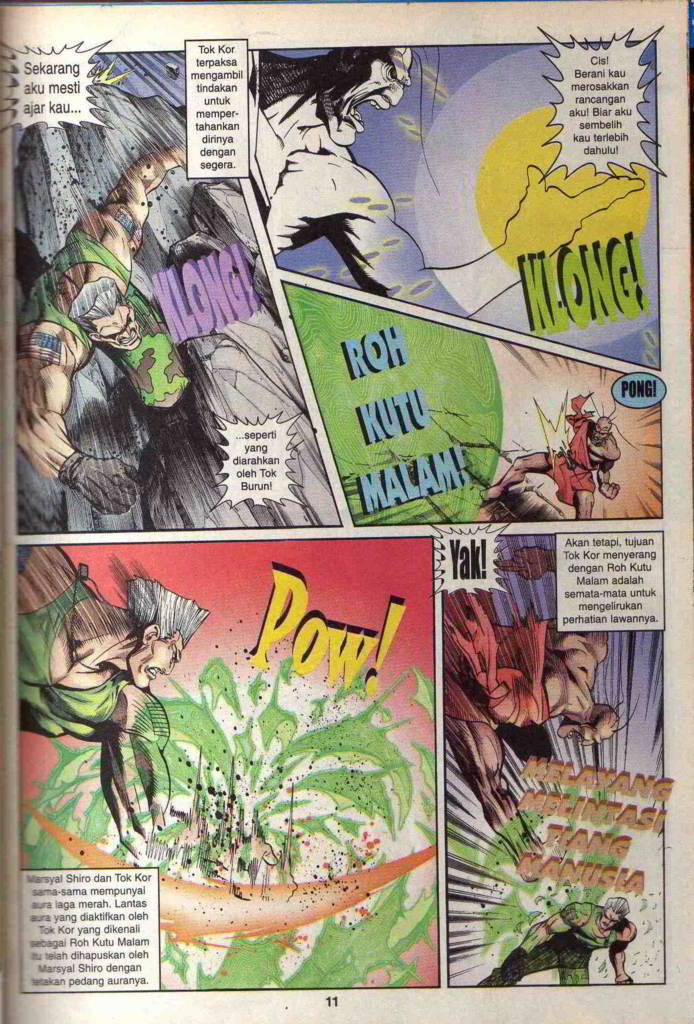 Sekarang
aku mesti
ajar kau...
Tok Kor
terpaksa
mengambil
tindakan
untuk
memper-
tahankan
dirinya
dengan
segera.
Cis!
Berani kau
merosakkan
rancangan
aku! Biar aku
sembelih
kau terlebih
dahulu!
KLONG!
KLONG!
...seperti
yang
diarahkan
oleh Tok
Burun!
ROH
KUTU
MALAM!
PONG!
Pow!
Marsyal Shiro dan Tok Kor
sama-sama mempunyai
aura laga merah. Lantas
aura yang diaktifkan oleh
Tok Kor yang dikenali
sebagai Roh Kutu Malam
itu telah dihapuskan oleh
Marsyal Shiro dengan
tetakan pedang auranya.
Yak!
Akan tetapi, tujuan
Tok Kor menyerang
dengan Roh Kutu
Malam adalah
semata-mata untuk
mengelirukan
perhatian lawannya.
MELAYANG
MELINTASI
TIANG
MANUSIA
11